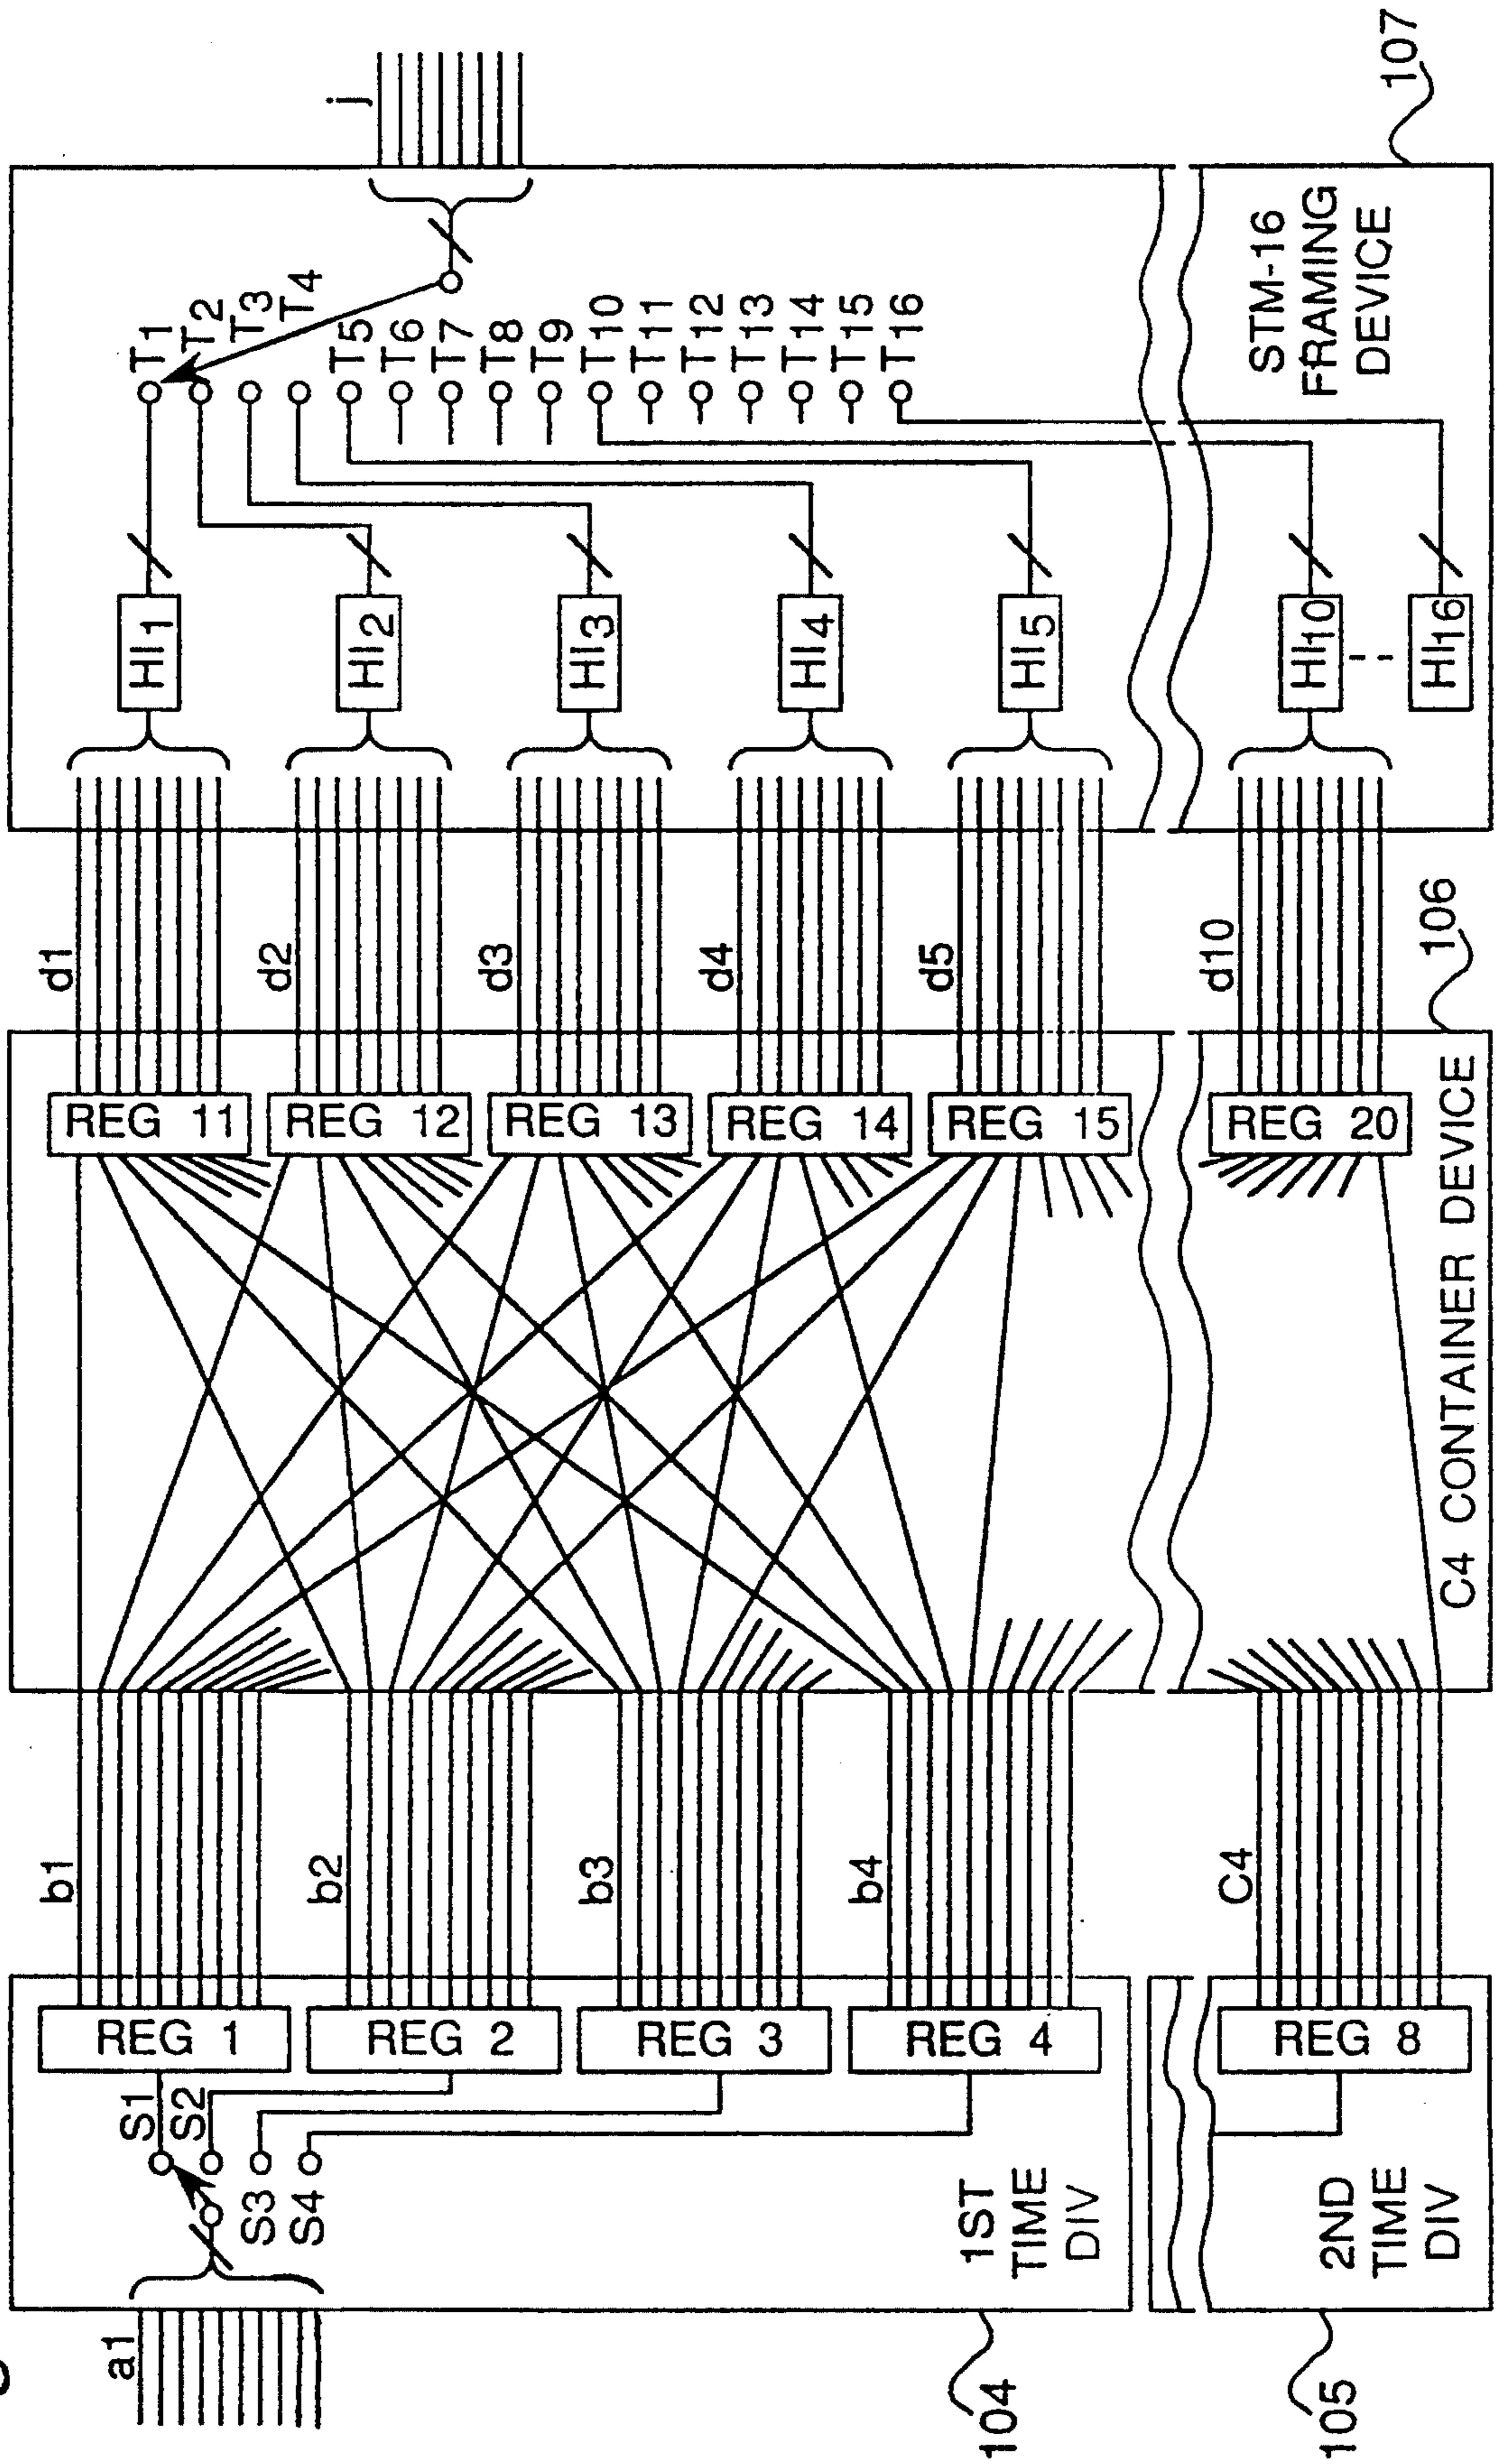 a1
S1
S2
S3
S4
REG 1
REG 2
REG 3
REG 4
1ST
TIME
DIV
104
REG 8
2ND
TIME
DIV
105
b1
b2
b3
b4
C4
REG 11
REG 12
REG 13
REG 14
REG 15
REG 20
C4 CONTAINER DEVICE
106
d1
d2
d3
d4
d5
d10
HI1
HI2
HI3
HI4
HI5
HI10
HI16
T1
T2
T3
T4
T5
T6
T7
T8
T9
T10
T11
T12
T13
T14
T15
T16
j
STM-16
FRAMING
DEVICE
107